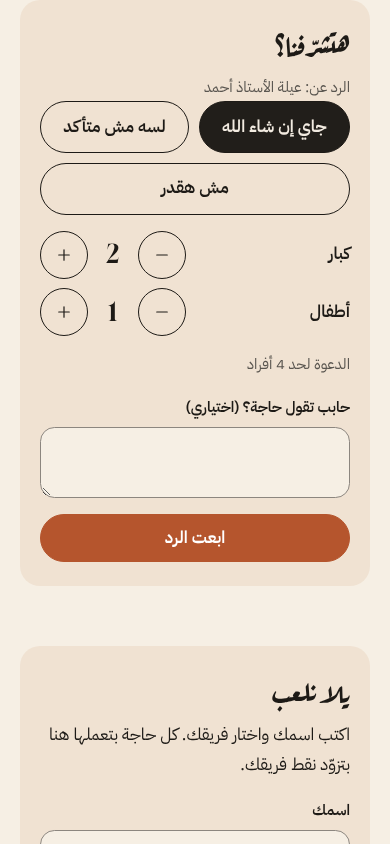 هتشرّفنا؟
الرد عن: عيلة الأستاذ أحمد
جاي إن شاء الله
لسه مش متأكد
مش هقدر
كبار − 2 +
أطفال − 1 +
الدعوة لحد 4 أفراد
حابب تقول حاجة؟ (اختياري)
ابعت الرد
يلا نلعب
اكتب اسمك واختار فريقك. كل حاجة بتعملها هنا
بتزوّد نقط فريقك.
اسمك